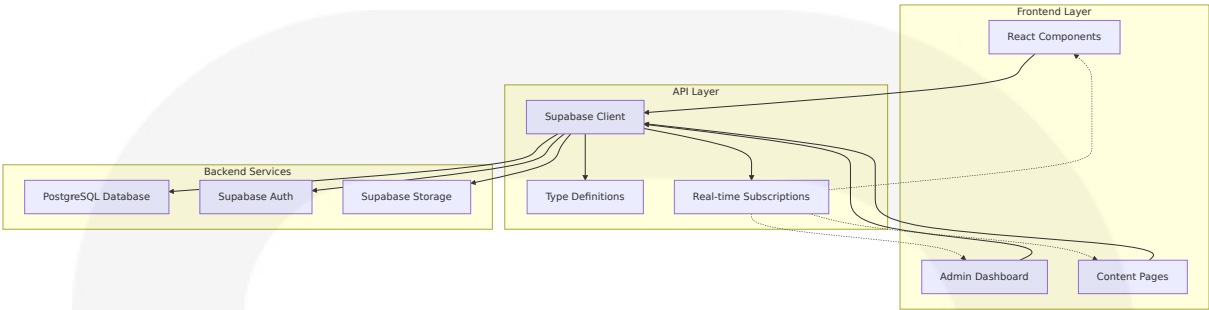 Frontend Layer
React Components
API Layer
Supabase Client
Backend Services
PostgreSQL Database
Supabase Auth
Supabase Storage
Type Definitions
Real-time Subscriptions
Admin Dashboard
Content Pages